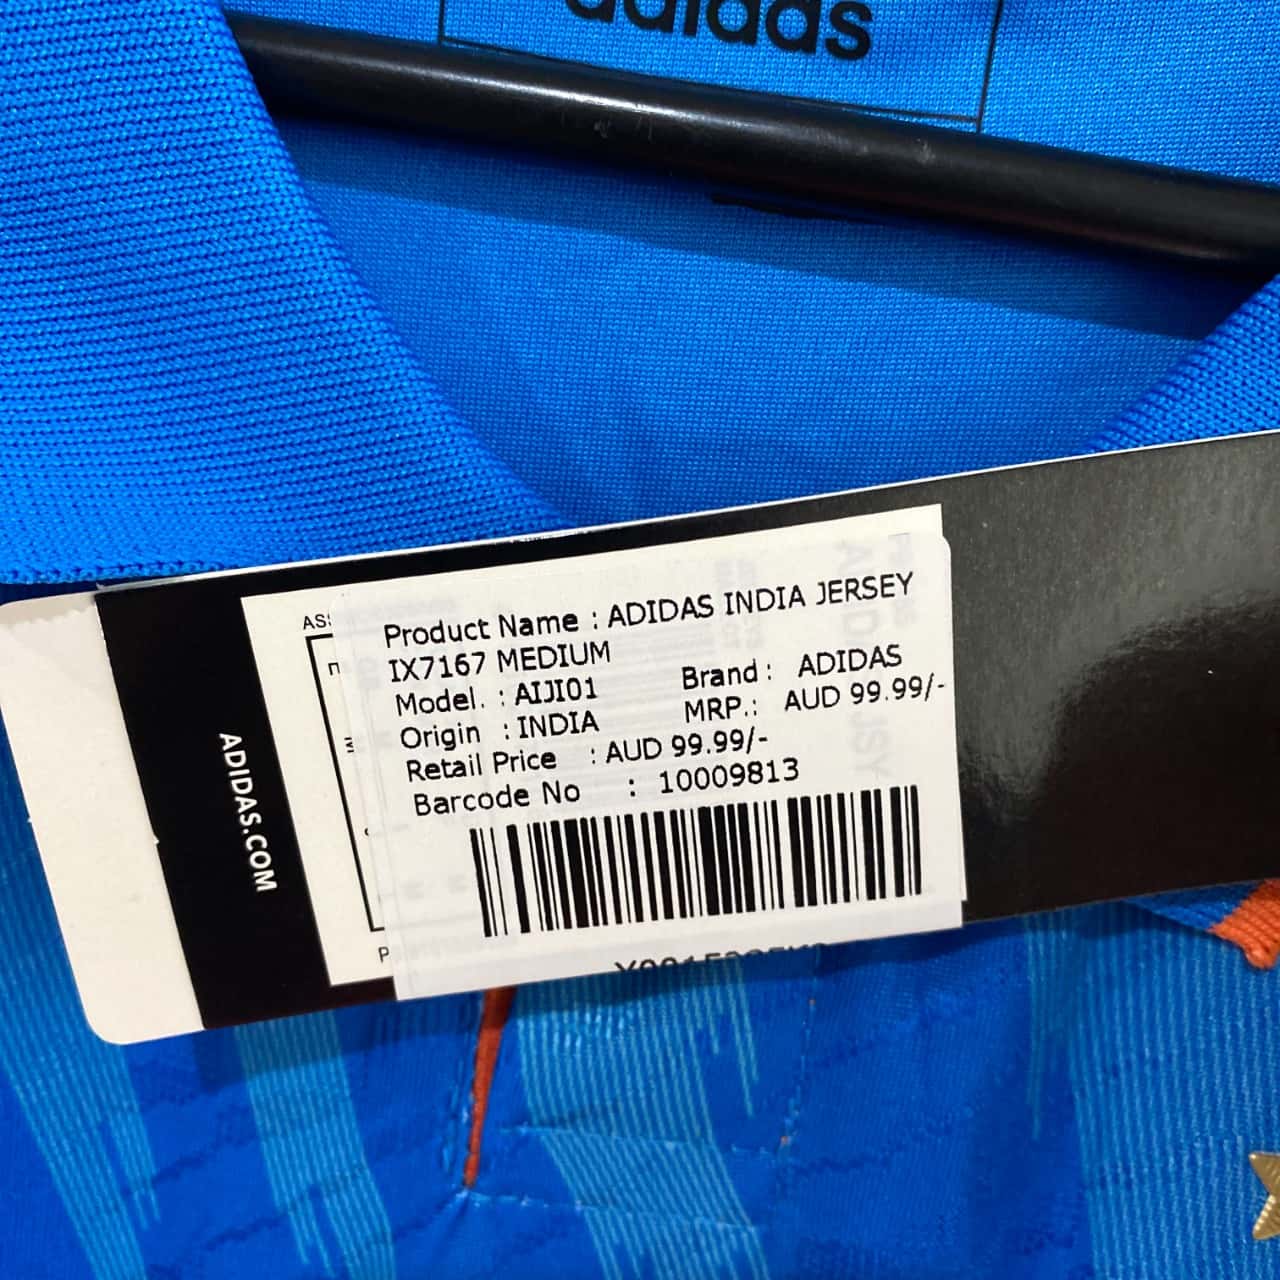 adidas
ADIDAS.COM
Product Name : ADIDAS INDIA JERSEY
IX7167 MEDIUM
Model. : AIJI01 Brand : ADIDAS
Origin : INDIA MRP.: AUD 99.99/-
Retail Price : AUD 99.99/-
Barcode No : 10009813